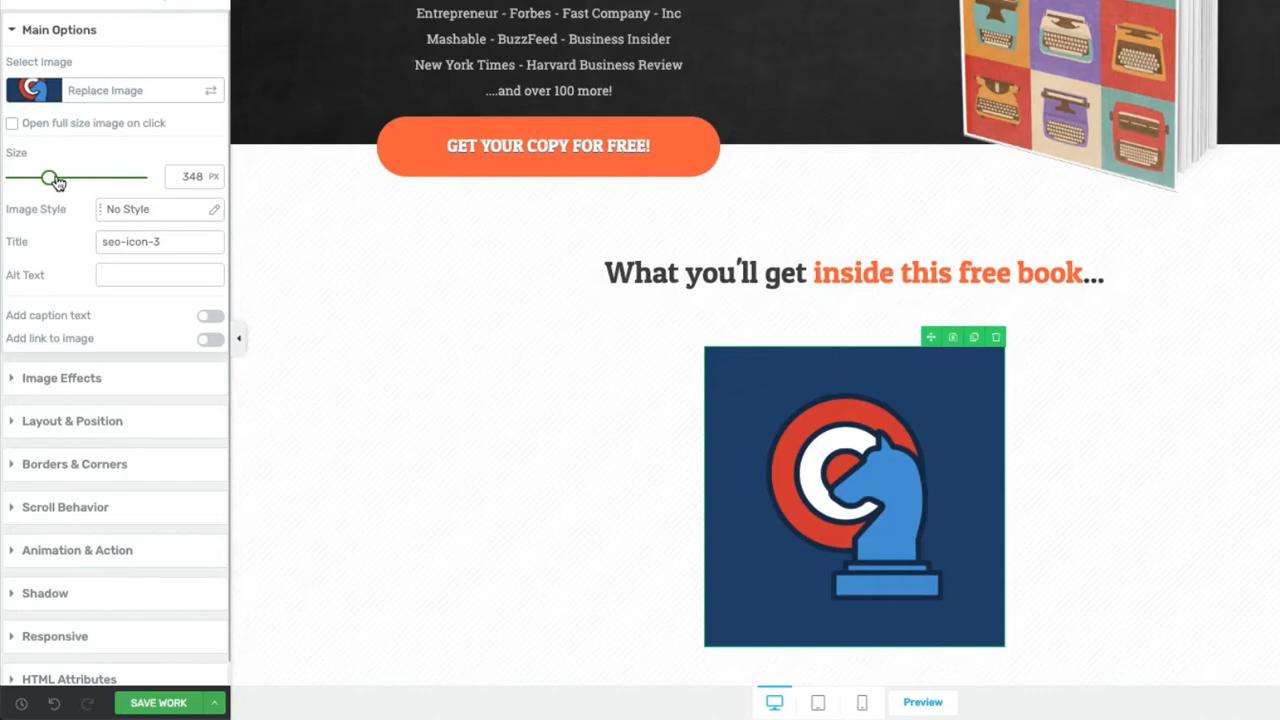 Main Options
Select Image
Replace Image
Open full size image on click
Size
348 PX
Image Style
No Style
Title
seo-icon-3
Alt Text
Add caption text
Add link to image
Image Effects
Layout & Position
Borders & Corners
Scroll Behavior
Animation & Action
Shadow
Responsive
HTML Attributes
SAVE WORK
Entrepreneur - Forbes - Fast Company - Inc
Mashable - BuzzFeed - Business Insider
New York Times - Harvard Business Review
....and over 100 more!
GET YOUR COPY FOR FREE!
What you'll get inside this free book...
Preview